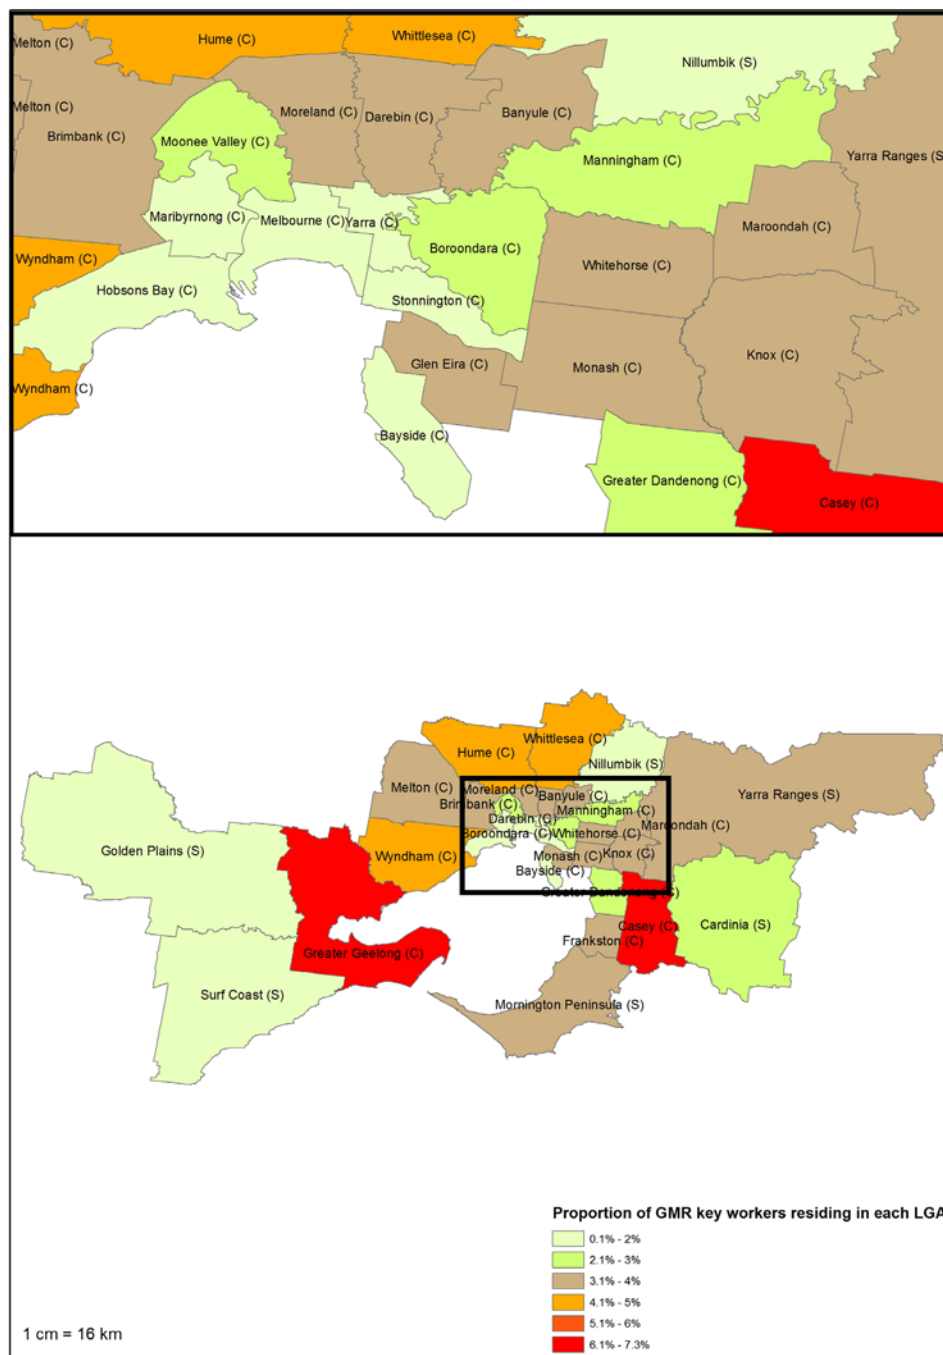 Hume (C)
Whittlesea (C)
Melton (C)
Nillumbik (S)
Melton (C)
Moreland (C)
Darebin (C)
Banyule (C)
Brimbank (C)
Moonee Valley (C)
Manningham (C)
Yarra Ranges (S
Maribyrnong (C)
Melbourne (C)
Yarra (C)
Maroondah (C)
Boroondara (C)
Wyndham (C)
Whitehorse (C)
Hobsons Bay (C)
Stonnington (C)
Glen Eira (C)
Monash (C)
Knox (C)
Wyndham (C)
Bayside (C)
Greater Dandenong (C)
Casey (C)
Whittlesea (C)
Hume (C)
Nillumbik (S)
Melton (C)
Moreland (C)
Banyule (C)
Yarra Ranges (S)
Brimbank (C)
Manningham (C)
Darebin (C)
Maroondah (C)
Boroondara (C)
Whitehorse (C)
Golden Plains (S)
Wyndham (C)
Monash (C)
Knox (C)
Bayside (C)
Greater Dandenong (C)
Casey (C)
Cardinia (S)
Frankston (C)
Greater Geelong (C)
Surf Coast (S)
Mornington Peninsula (S)
Proportion of GMR key workers residing in each LGA
0.1% - 2%
2.1% - 3%
3.1% - 4%
4.1% - 5%
5.1% - 6%
6.1% - 7.3%
1 cm = 16 km